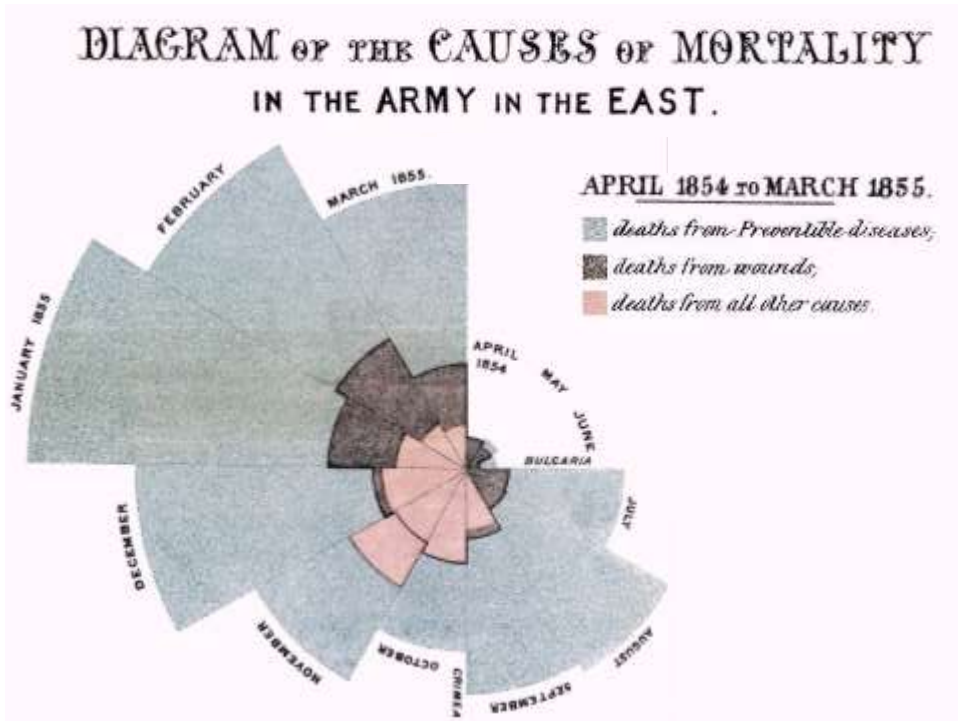 DIAGRAM OF THE CAUSES OF MORTALITY
IN THE ARMY IN THE EAST.
APRIL 1854 TO MARCH 1855.
deaths from Preventible diseases;
deaths from wounds;
deaths from all other causes.
APRIL
1854
MAY
JUNE
BULGARIA
JULY
AUGUST
SEPTEMBER
CRIMEA
OCTOBER
NOVEMBER
DECEMBER
JANUARY 1855
FEBRUARY
MARCH 1855.